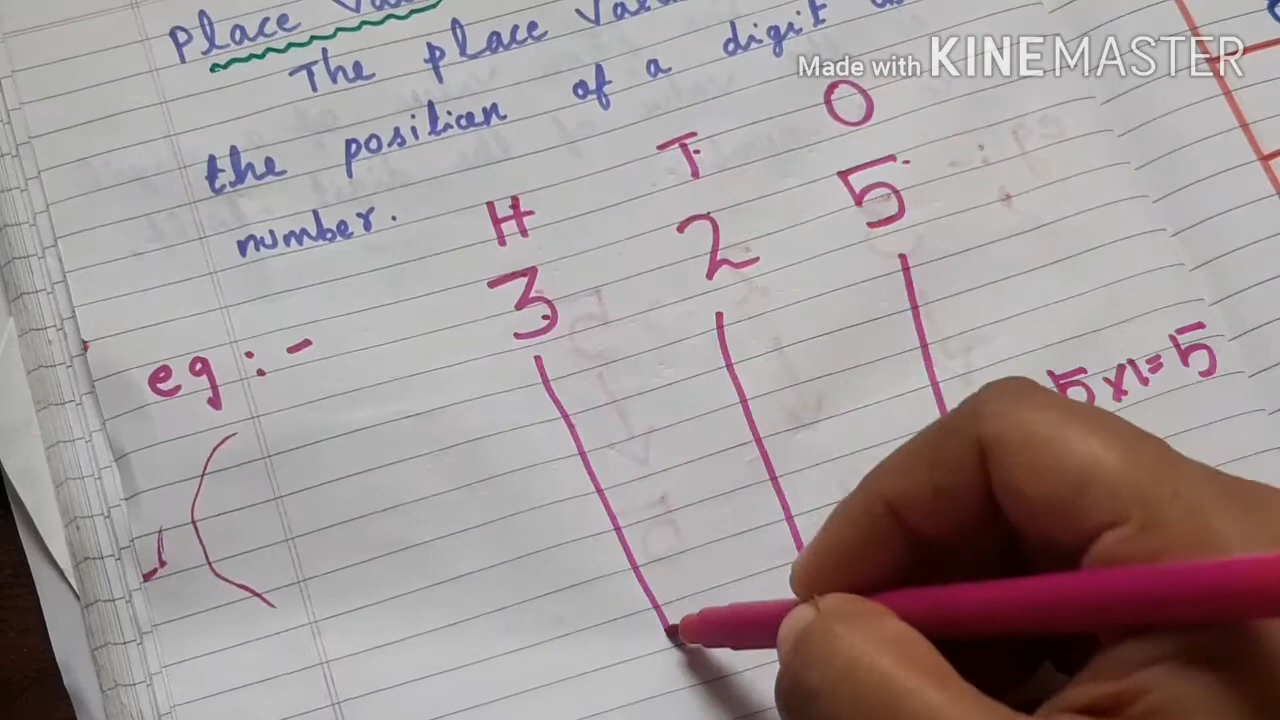 Made with KINEMASTER
Place
The place
the position of a digit
number.
H T O
eg :- 3 2 5
5 x 1 = 5